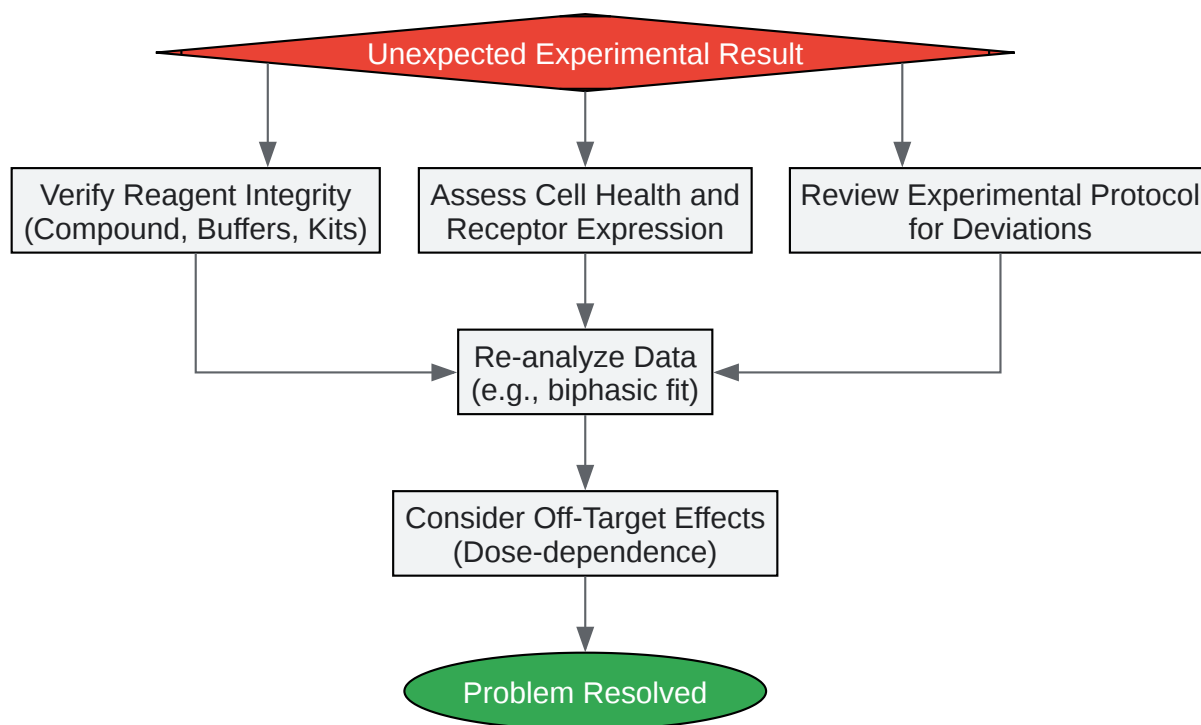 Unexpected Experimental Result
Verify Reagent Integrity
(Compound, Buffers, Kits)
Assess Cell Health and
Receptor Expression
Review Experimental Protocol
for Deviations
Re-analyze Data
(e.g., biphasic fit)
Consider Off-Target Effects
(Dose-dependence)
Problem Resolved